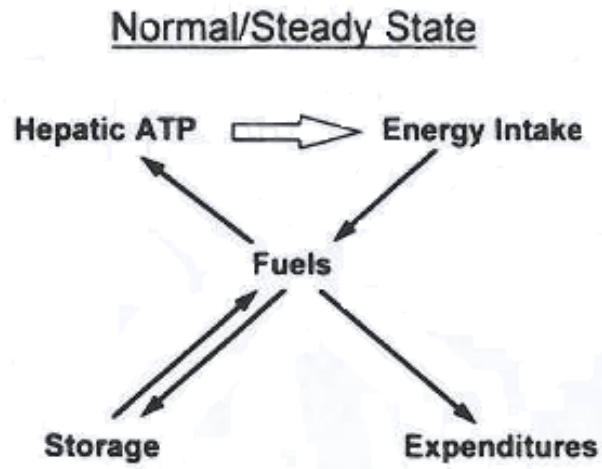 Normal/Steady State
Hepatic ATP
Energy Intake
Fuels
Storage
Expenditures